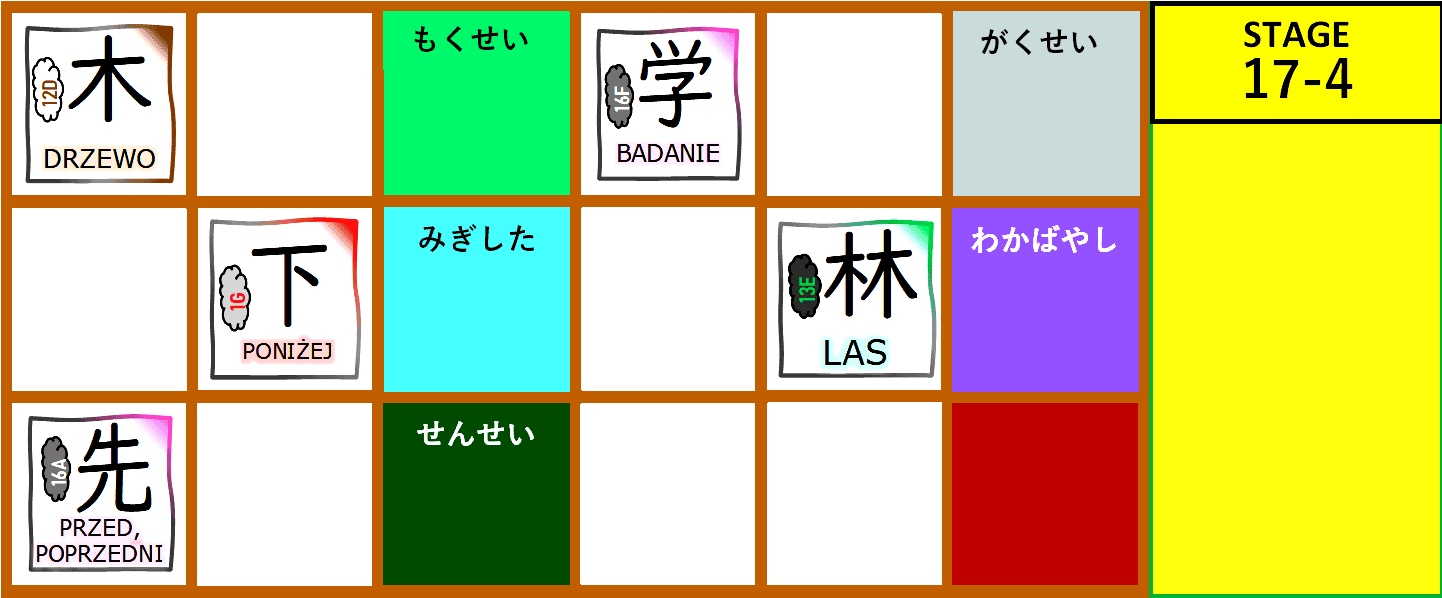 木
12D
DRZEWO
もくせい
学
16F
BADANIE
がくせい
STAGE
17-4
下
1G
PONIŻEJ
みぎした
林
13E
LAS
わかばやし
先
16A
PRZED,
POPRZEDNI
せんせい